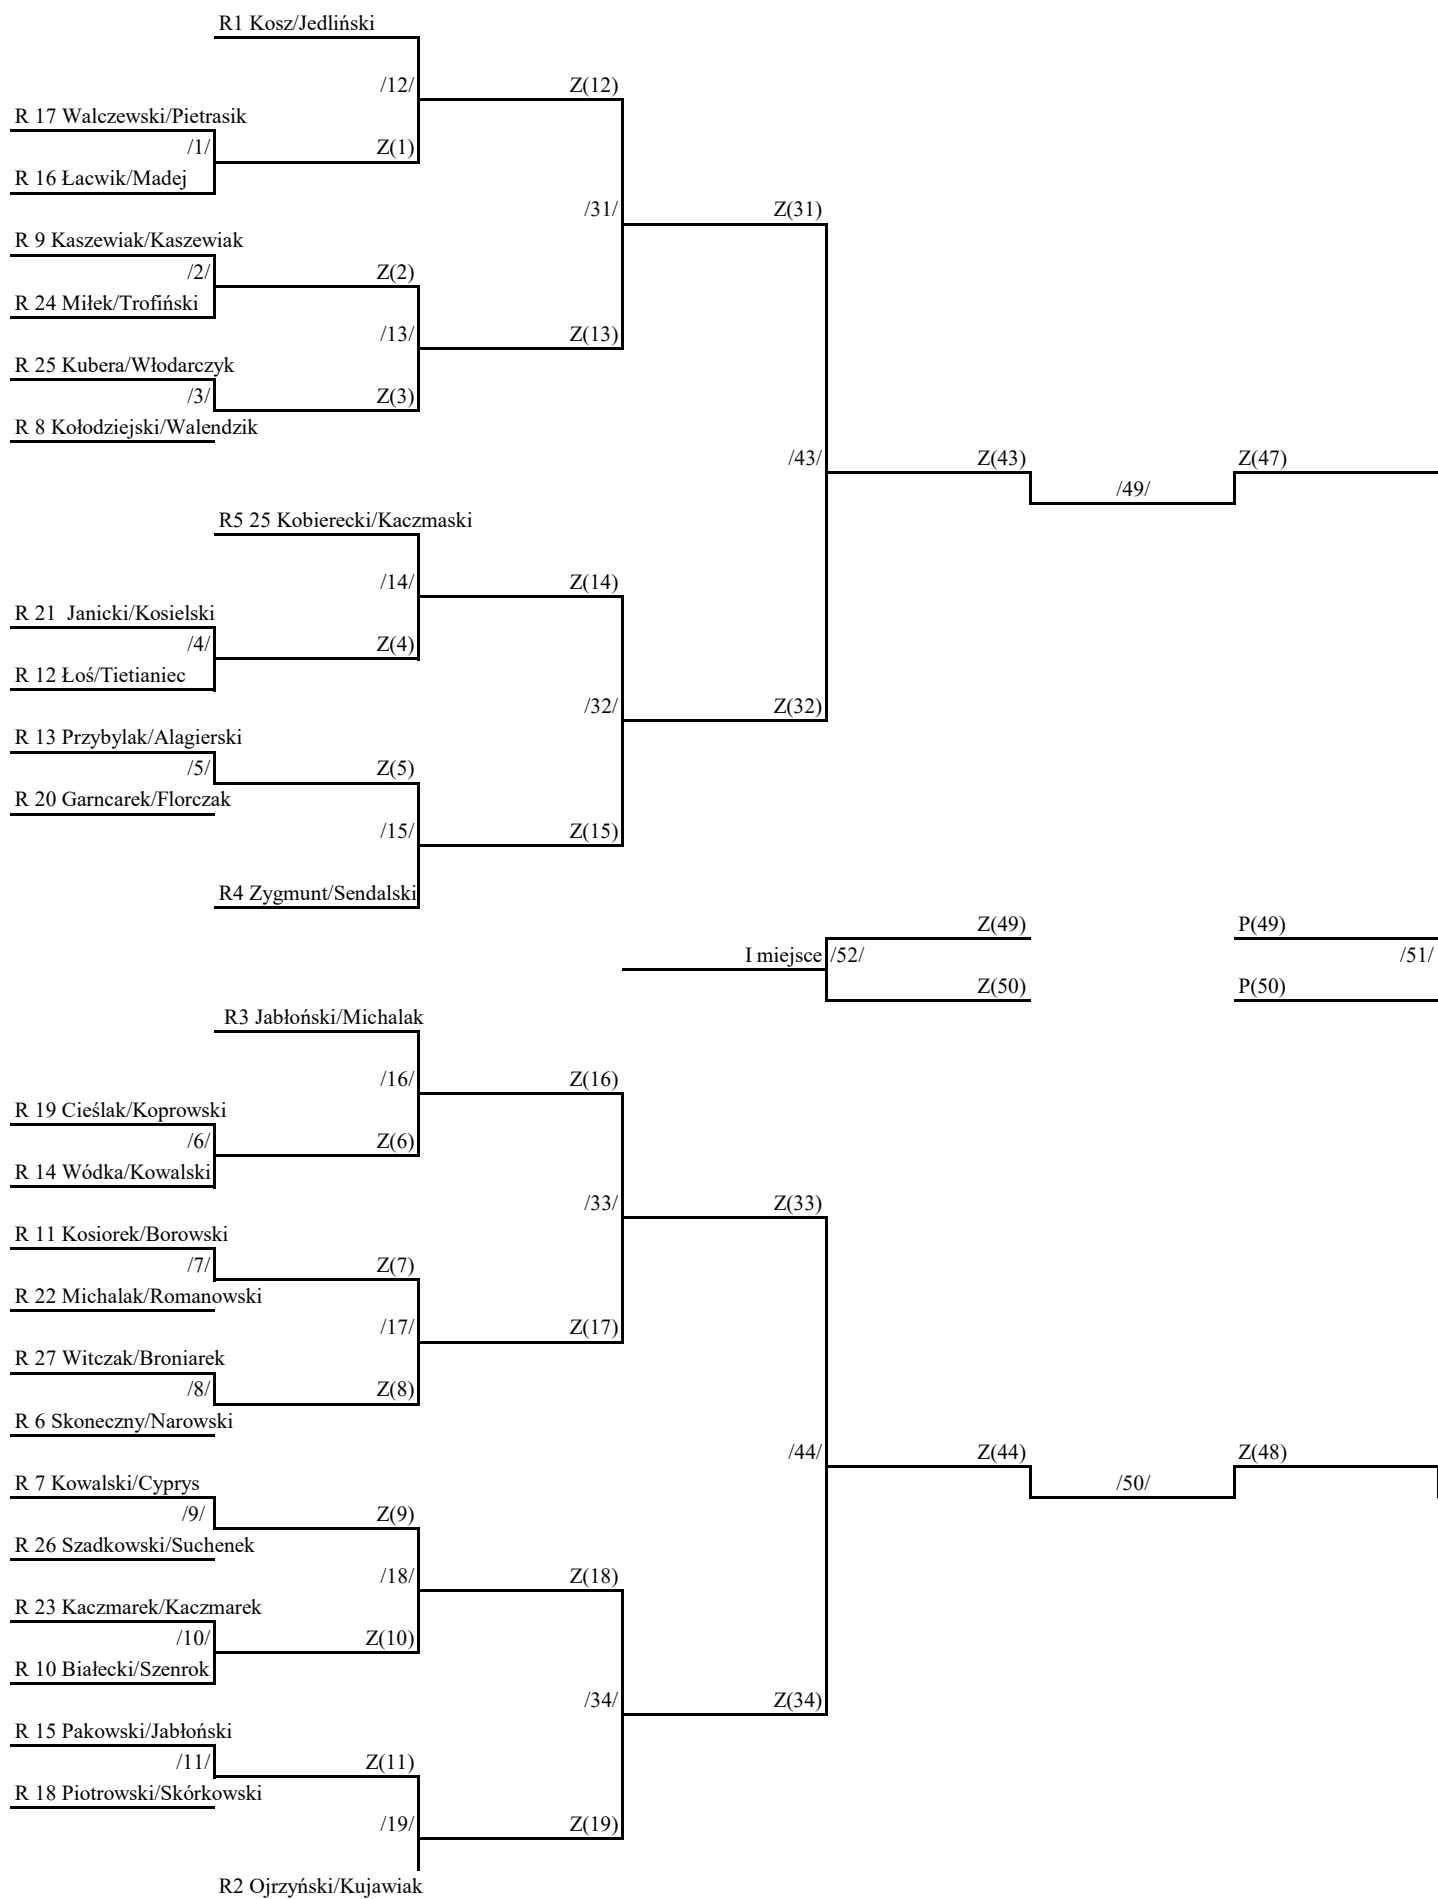 R1 Kosz/Jedliński
/12/ Z(12)
R 17 Walczewski/Pietrasik
/1/ Z(1)
R 16 Łacwik/Madej
/31/ Z(31)
R 9 Kaszewiak/Kaszewiak
/2/ Z(2)
R 24 Miłek/Trofiński
/13/ Z(13)
R 25 Kubera/Włodarczyk
/3/ Z(3)
R 8 Kołodziejski/Walendzik
/43/ Z(43) Z(47)
/49/
R5 25 Kobierecki/Kaczmaski
/14/ Z(14)
R 21  Janicki/Kosielski
/4/ Z(4)
R 12 Łoś/Tietianiec
/32/ Z(32)
R 13 Przybylak/Alagierski
/5/ Z(5)
R 20 Garncarek/Florczak
/15/ Z(15)
R4 Zygmunt/Sendalski
Z(49) P(49)
I miejsce /52/ /51/
Z(50) P(50)
R3 Jabłoński/Michalak
/16/ Z(16)
R 19 Cieślak/Koprowski
/6/ Z(6)
R 14 Wódka/Kowalski
/33/ Z(33)
R 11 Kosiorek/Borowski
/7/ Z(7)
R 22 Michalak/Romanowski
/17/ Z(17)
R 27 Witczak/Broniarek
/8/ Z(8)
R 6 Skoneczny/Narowski
/44/ Z(44) Z(48)
R 7 Kowalski/Cyprys
/50/
/9/ Z(9)
R 26 Szadkowski/Suchenek
/18/ Z(18)
R 23 Kaczmarek/Kaczmarek
/10/ Z(10)
R 10 Białecki/Szenrok
/34/ Z(34)
R 15 Pakowski/Jabłoński
/11/ Z(11)
R 18 Piotrowski/Skórkowski
/19/ Z(19)
R2 Ojrzyński/Kujawiak